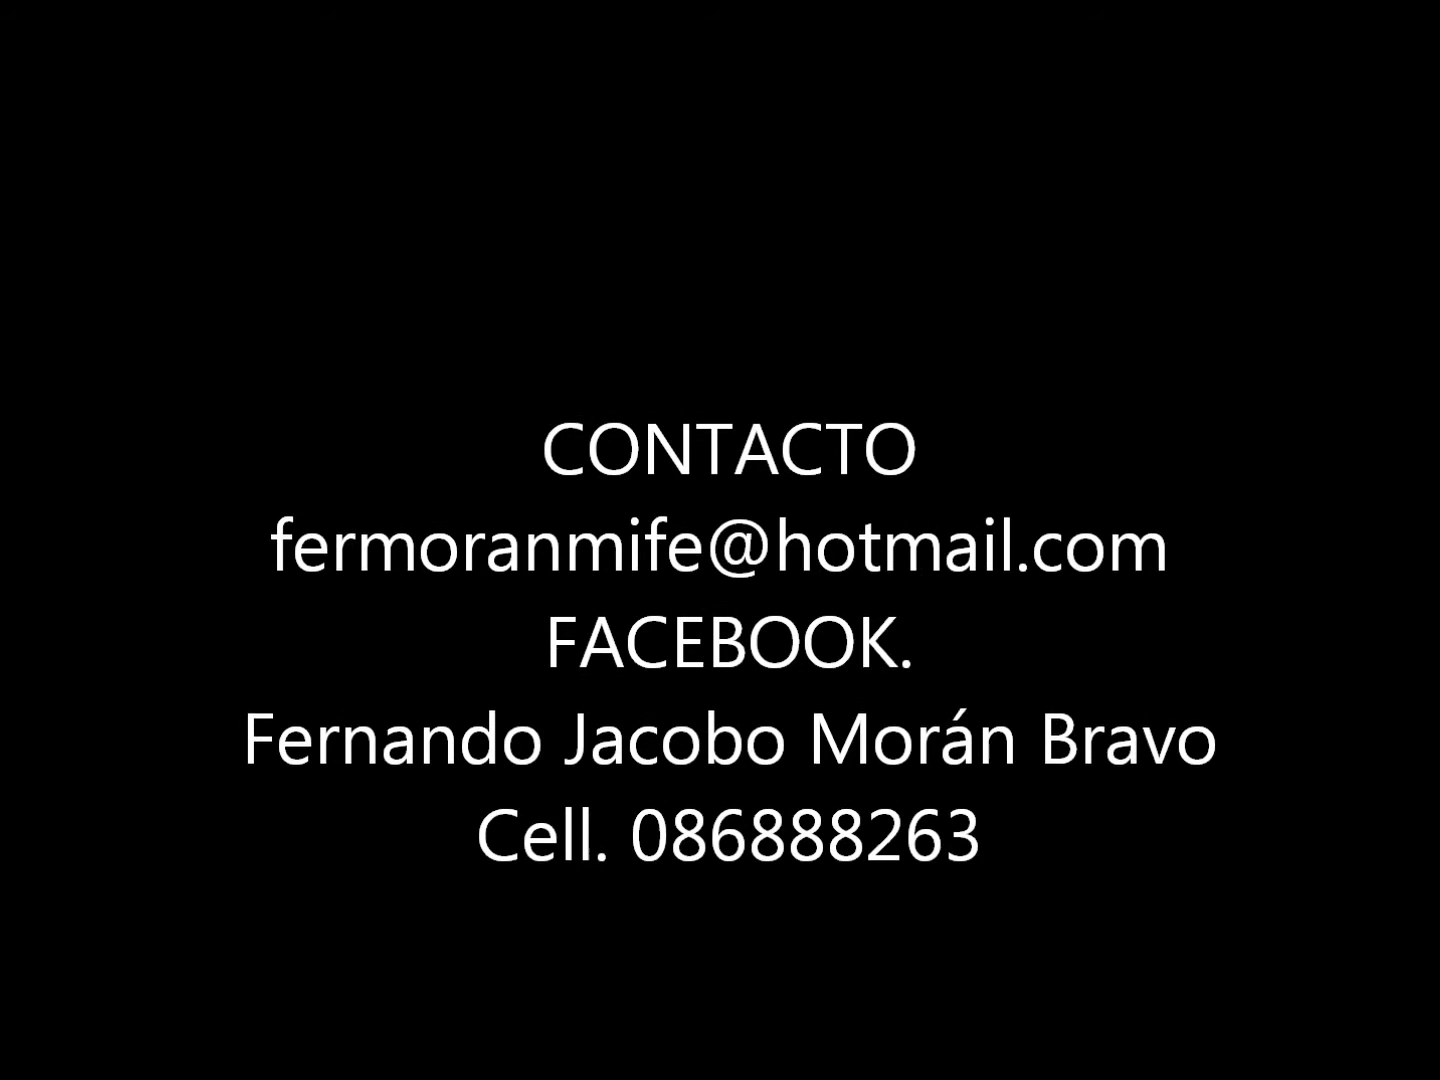 CONTACTO
fermoranmife@hotmail.com
FACEBOOK.
Fernando Jacobo Morán Bravo
Cell. 086888263